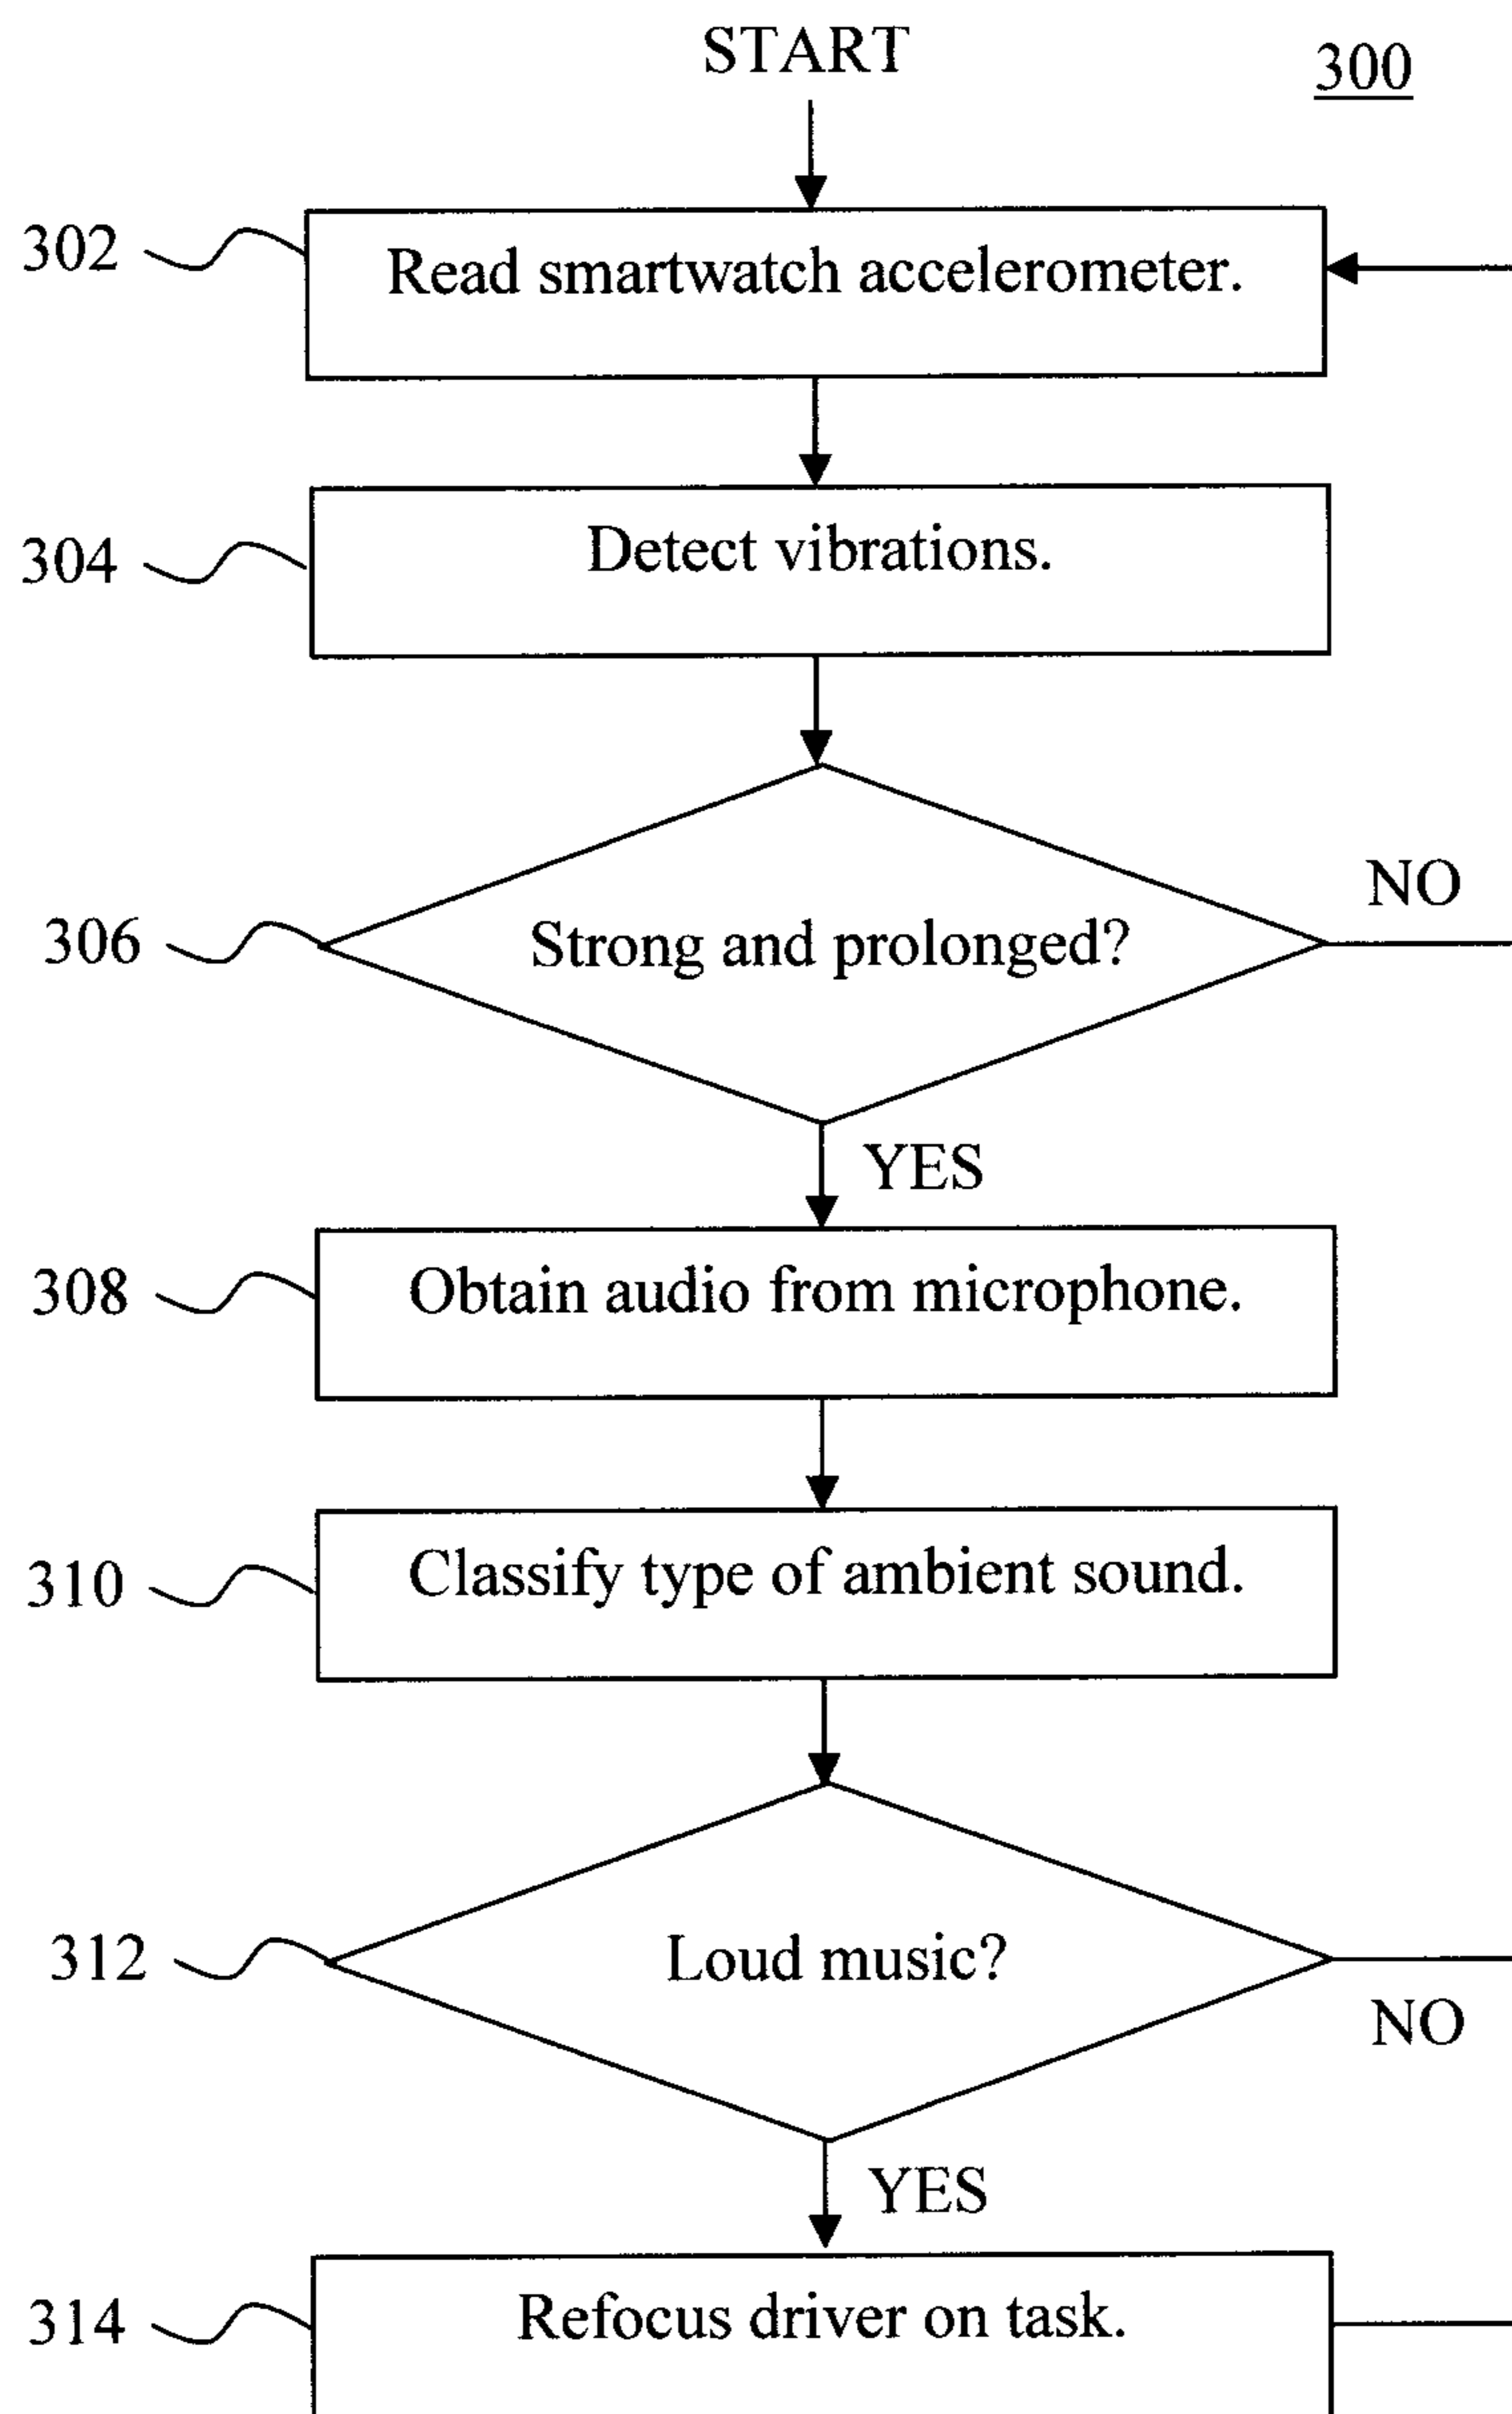 START
300
302
Read smartwatch accelerometer.
304
Detect vibrations.
306
Strong and prolonged?
NO
YES
308
Obtain audio from microphone.
310
Classify type of ambient sound.
312
Loud music?
NO
YES
314
Refocus driver on task.